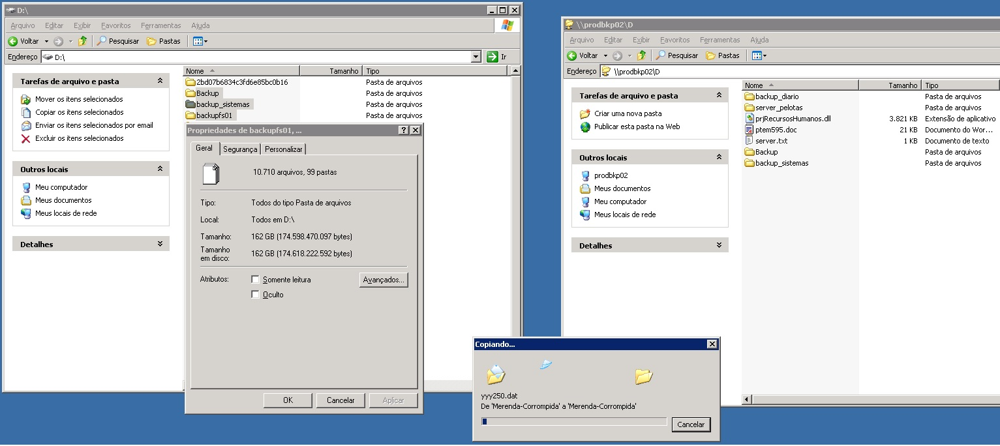 D:\
Arquivo Editar Exibir Favoritos Ferramentas Ajuda
Voltar Pesquisar Pastas
Endereço D:\ Ir
Tarefas de arquivo e pasta
Mover os itens selecionados
Copiar os itens selecionados
Enviar os itens selecionados por email
Excluir os itens selecionados
Outros locais
Meu computador
Meus documentos
Meus locais de rede
Detalhes
Nome Tamanho Tipo
2bd07b6834c3fd6e85bc0b16 Pasta de arquivos
Backup Pasta de arquivos
backup_sistemas Pasta de arquivos
backupfs01 Pasta de arquivos
Propriedades de backupfs01, ...
Geral Segurança Personalizar
10.710 arquivos, 99 pastas
Tipo: Todos do tipo Pasta de arquivos
Local: Todos em D:\
Tamanho: 162 GB (174.598.470.097 bytes)
Tamanho
em disco: 162 GB (174.618.222.592 bytes)
Atributos: Somente leitura Avançados...
Oculto
OK Cancelar Aplicar
\\prodbkp02\D
Arquivo Editar Exibir Favoritos Ferramentas Ajuda
Voltar Pesquisar Pastas
Endereço \\prodbkp02\D
Tarefas de arquivo e pasta
Criar uma nova pasta
Publicar esta pasta na Web
Outros locais
prodbkp02
Meus documentos
Meu computador
Meus locais de rede
Detalhes
Nome Tamanho Tipo
backup_diario Pasta de arquivos
server_pelotas Pasta de arquivos
prjRecursosHumanos.dll 3.821 KB Extensão de aplicativo
ptem595.doc 21 KB Documento do Wor...
server.txt 1 KB Documento de texto
Backup Pasta de arquivos
backup_sistemas Pasta de arquivos
Copiando...
yyy250.dat
De 'Merenda-Corrompida' a 'Merenda-Corrompida'
Cancelar